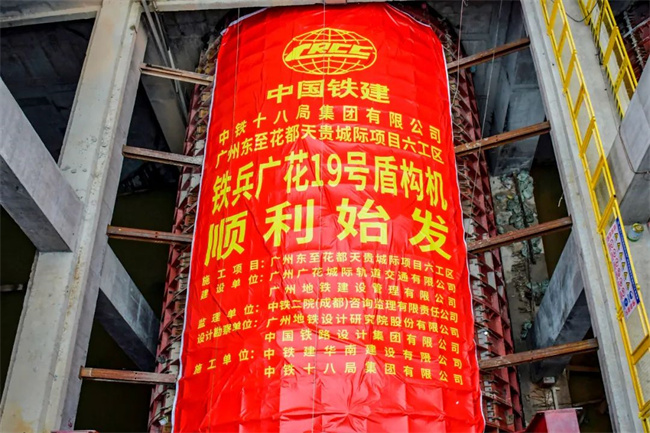 CRCC
中国铁建
中铁十八局集团有限公司
广州东至花都天贵城际项目六工区
铁兵广花19号盾构机
顺利始发
施工项目：广州东至花都天贵城际项目六工区
建设单位：广州广花城际轨道交通有限公司
广州地铁建设管理有限公司
监理单位：中铁二院(成都)咨询监理有限责任公司
设计勘察单位：广州地铁设计研究院股份有限公司
中国铁路设计集团有限公司
施工单位：中铁建华南建设有限公司
中铁十八局集团有限公司